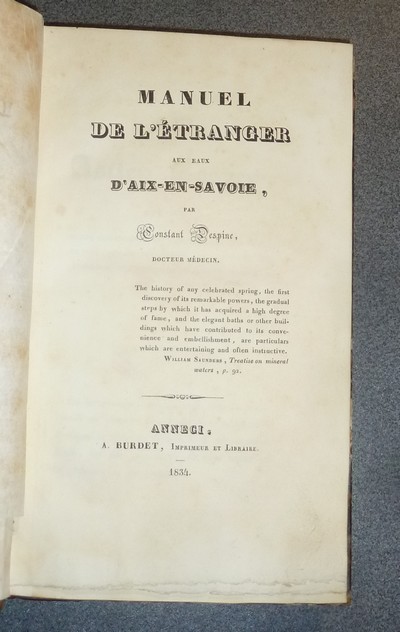 MANUEL
DE L'ÉTRANGER
AUX EAUX
D'AIX-EN-SAVOIE,
PAR
Constant Despine,
DOCTEUR MÉDECIN.
The history of any celebrated spring, the first
discovery of its remarkable powers, the gradual
steps by which it has acquired a high degree
of fame, and the elegant baths or other buil-
dings which have contributed to its conve-
nience and embellishment, are particulars
which are entertaining and often instructive.
WILLIAM SAUNDERS, Treatise on mineral
waters, p. 92.
ANNECI,
A. BURDET, IMPRIMEUR ET LIBRAIRE.
1834.